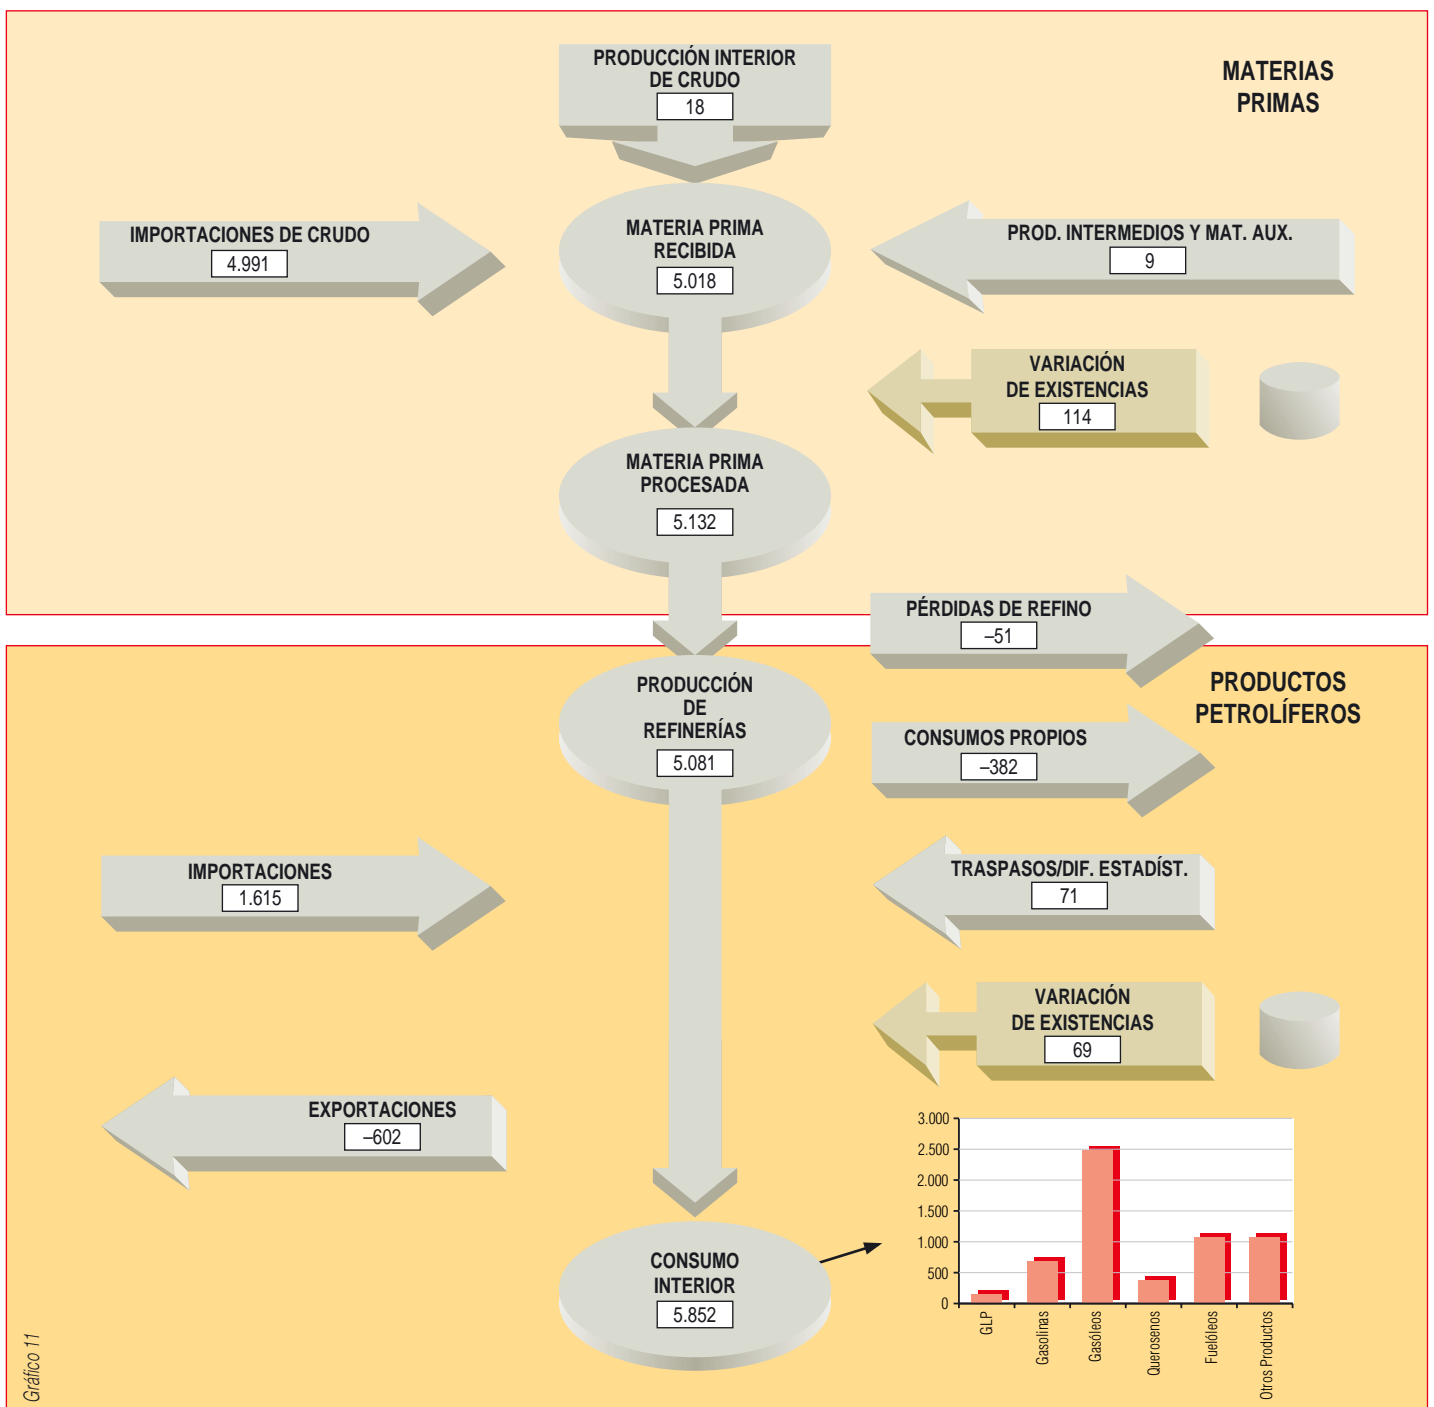 PRODUCCIÓN INTERIOR
DE CRUDO
18
MATERIAS
PRIMAS
IMPORTACIONES DE CRUDO
4.991
MATERIA PRIMA
RECIBIDA
5.018
PROD. INTERMEDIOS Y MAT. AUX.
9
VARIACIÓN
DE EXISTENCIAS
114
MATERIA PRIMA
PROCESADA
5.132
PÉRDIDAS DE REFINO
–51
PRODUCTOS
PETROLÍFEROS
PRODUCCIÓN
DE
REFINERÍAS
5.081
CONSUMOS PROPIOS
–382
IMPORTACIONES
1.615
TRASPASOS/DIF. ESTADÍST.
71
VARIACIÓN
DE EXISTENCIAS
69
EXPORTACIONES
–602
CONSUMO
INTERIOR
5.852
3.000
2.500
2.000
1.500
1.000
500
0
GLP
Gasolinas
Gasóleos
Querosenos
Fuelóleos
Otros Productos
Gráfico 11